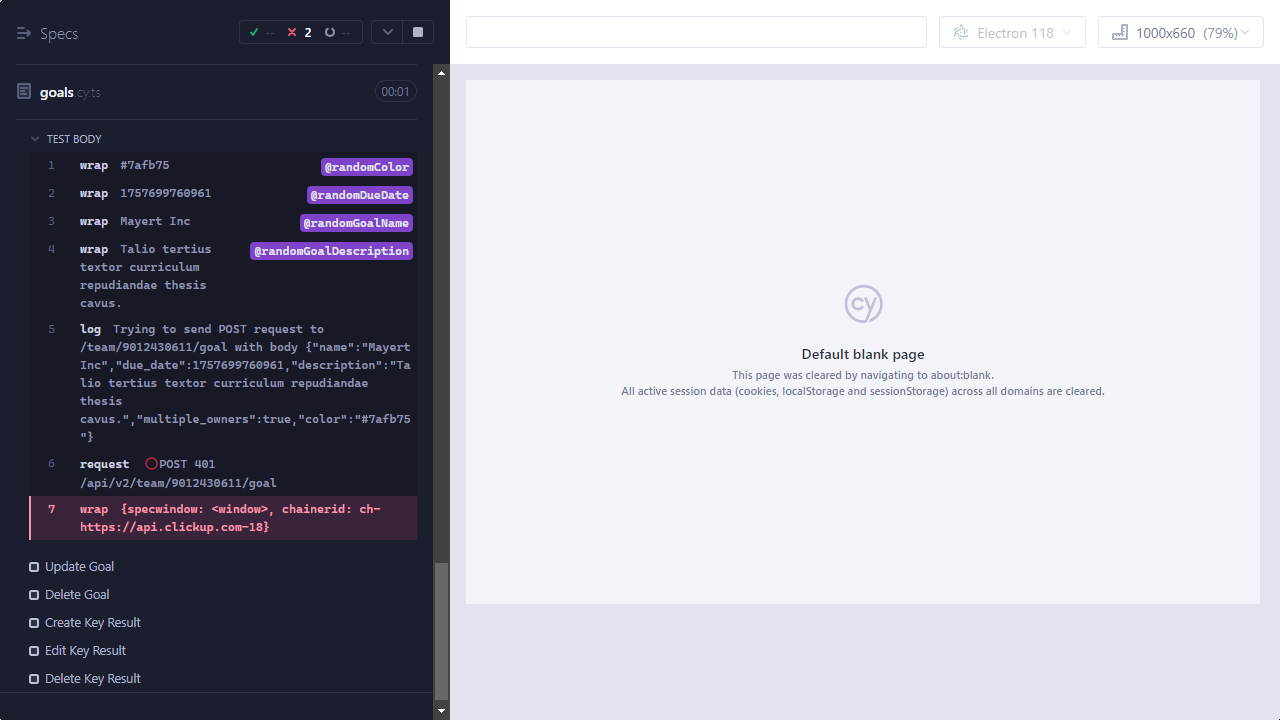 Specs
-- 2 --
Electron 118
1000x660 (79%)
goals.cy.ts
00:01
TEST BODY
1 wrap #7afb75 @randomColor
2 wrap 1757699760961 @randomDueDate
3 wrap Mayert Inc @randomGoalName
4 wrap Talio tertius @randomGoalDescription
textor curriculum
repudiandae thesis
cavus.
5 log Trying to send POST request to
/team/9012430611/goal with body {"name":"Mayert
Inc","due_date":1757699760961,"description":"Ta
lio tertius textor curriculum repudiandae
thesis
cavus.","multiple_owners":true,"color":"#7afb75
"}
6 request POST 401
/api/v2/team/9012430611/goal
7 wrap {specwindow: <window>, chainerid: ch-
https://api.clickup.com-18}
Update Goal
Delete Goal
Create Key Result
Edit Key Result
Delete Key Result
cy
Default blank page
This page was cleared by navigating to about:blank.
All active session data (cookies, localStorage and sessionStorage) across all domains are cleared.